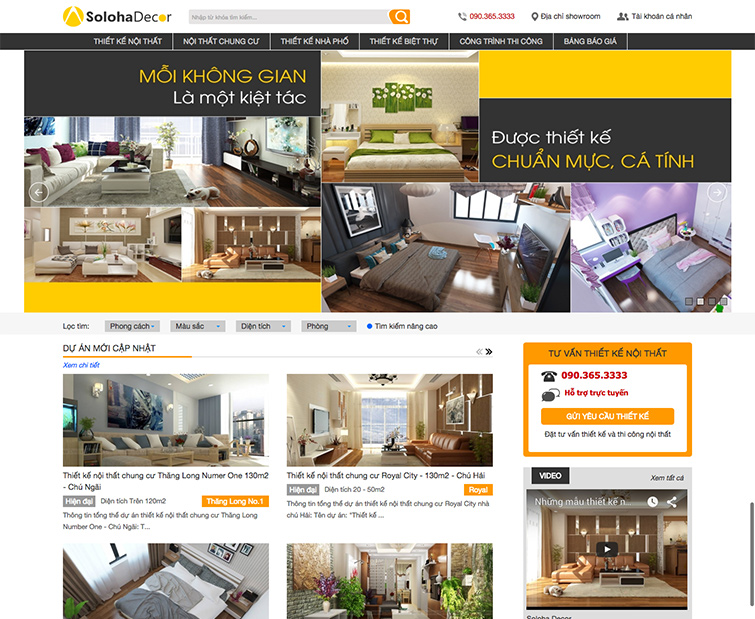 SolohaDecor
Nhập từ khóa tìm kiếm...
090.365.3333
Địa chỉ showroom
Tài khoản cá nhân
THIẾT KẾ NỘI THẤT
NỘI THẤT CHUNG CƯ
THIẾT KẾ NHÀ PHỐ
THIẾT KẾ BIỆT THỰ
CÔNG TRÌNH THI CÔNG
BẢNG BÁO GIÁ
MỖI KHÔNG GIAN
Là một kiệt tác
Được thiết kế
CHUẨN MỰC, CÁ TÍNH
Lọc tìm:
Phong cách
Màu sắc
Diện tích
Phòng
Tìm kiếm nâng cao
DỰ ÁN MỚI CẬP NHẬT
Xem chi tiết
Thiết kế nội thất chung cư Thăng Long Numer One 130m2
- Chú Ngãi
Hiện đại
Diện tích Trên 120m2
Thăng Long No.1
Thông tin tổng thể dự án thiết kế nội thất chung cư Thăng Long
Number One - Chú Ngãi: T...
Thiết kế nội thất chung cư Royal City - 130m2 - Chú Hải
Hiện đại
Diện tích 20 - 50m2
Royal
Thông tin tổng thể dự án thiết kế nội thất chung cư Royal City nhà
chú Hải: Tên dự án: "Thiết kế ...
TƯ VẤN THIẾT KẾ NỘI THẤT
090.365.3333
Hỗ trợ trực tuyến
GỬI YÊU CẦU THIẾT KẾ
Đặt tư vấn thiết kế và thi công nội thất
VIDEO
Xem tất cả
Những mẫu thiết kế n...
Soloha Decor